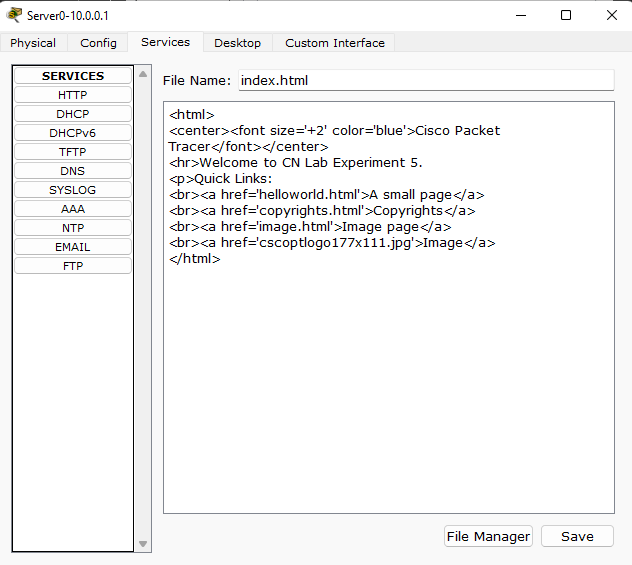 Server0-10.0.0.1
Physical Config Services Desktop Custom Interface
SERVICES
HTTP
DHCP
DHCPv6
TFTP
DNS
SYSLOG
AAA
NTP
EMAIL
FTP
File Name: index.html
<html>
<center><font size='+2' color='blue'>Cisco Packet
Tracer</font></center>
<hr>Welcome to CN Lab Experiment 5.
<p>Quick Links:
<br><a href='helloworld.html'>A small page</a>
<br><a href='copyrights.html'>Copyrights</a>
<br><a href='image.html'>Image page</a>
<br><a href='cscoptlogo177x111.jpg'>Image</a>
</html>
File Manager Save